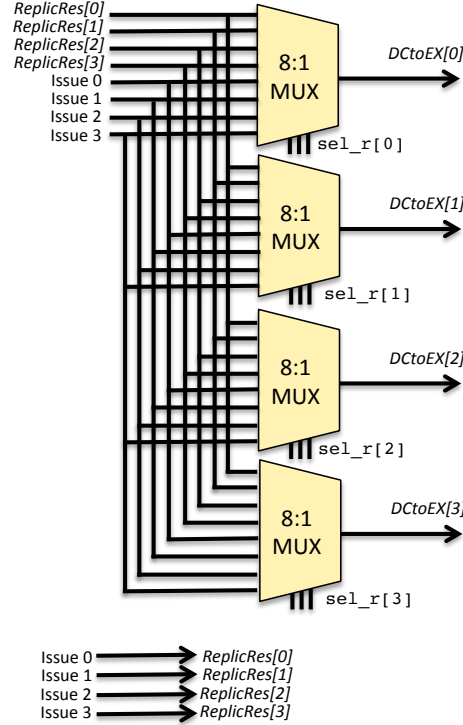 ReplicRes[0]
ReplicRes[1]
ReplicRes[2]
ReplicRes[3]
Issue 0
Issue 1
Issue 2
Issue 3
8:1
MUX
DCtoEX[0]
sel_r[0]
8:1
MUX
DCtoEX[1]
sel_r[1]
8:1
MUX
DCtoEX[2]
sel_r[2]
8:1
MUX
DCtoEX[3]
sel_r[3]
Issue 0 ReplicRes[0]
Issue 1 ReplicRes[1]
Issue 2 ReplicRes[2]
Issue 3 ReplicRes[3]